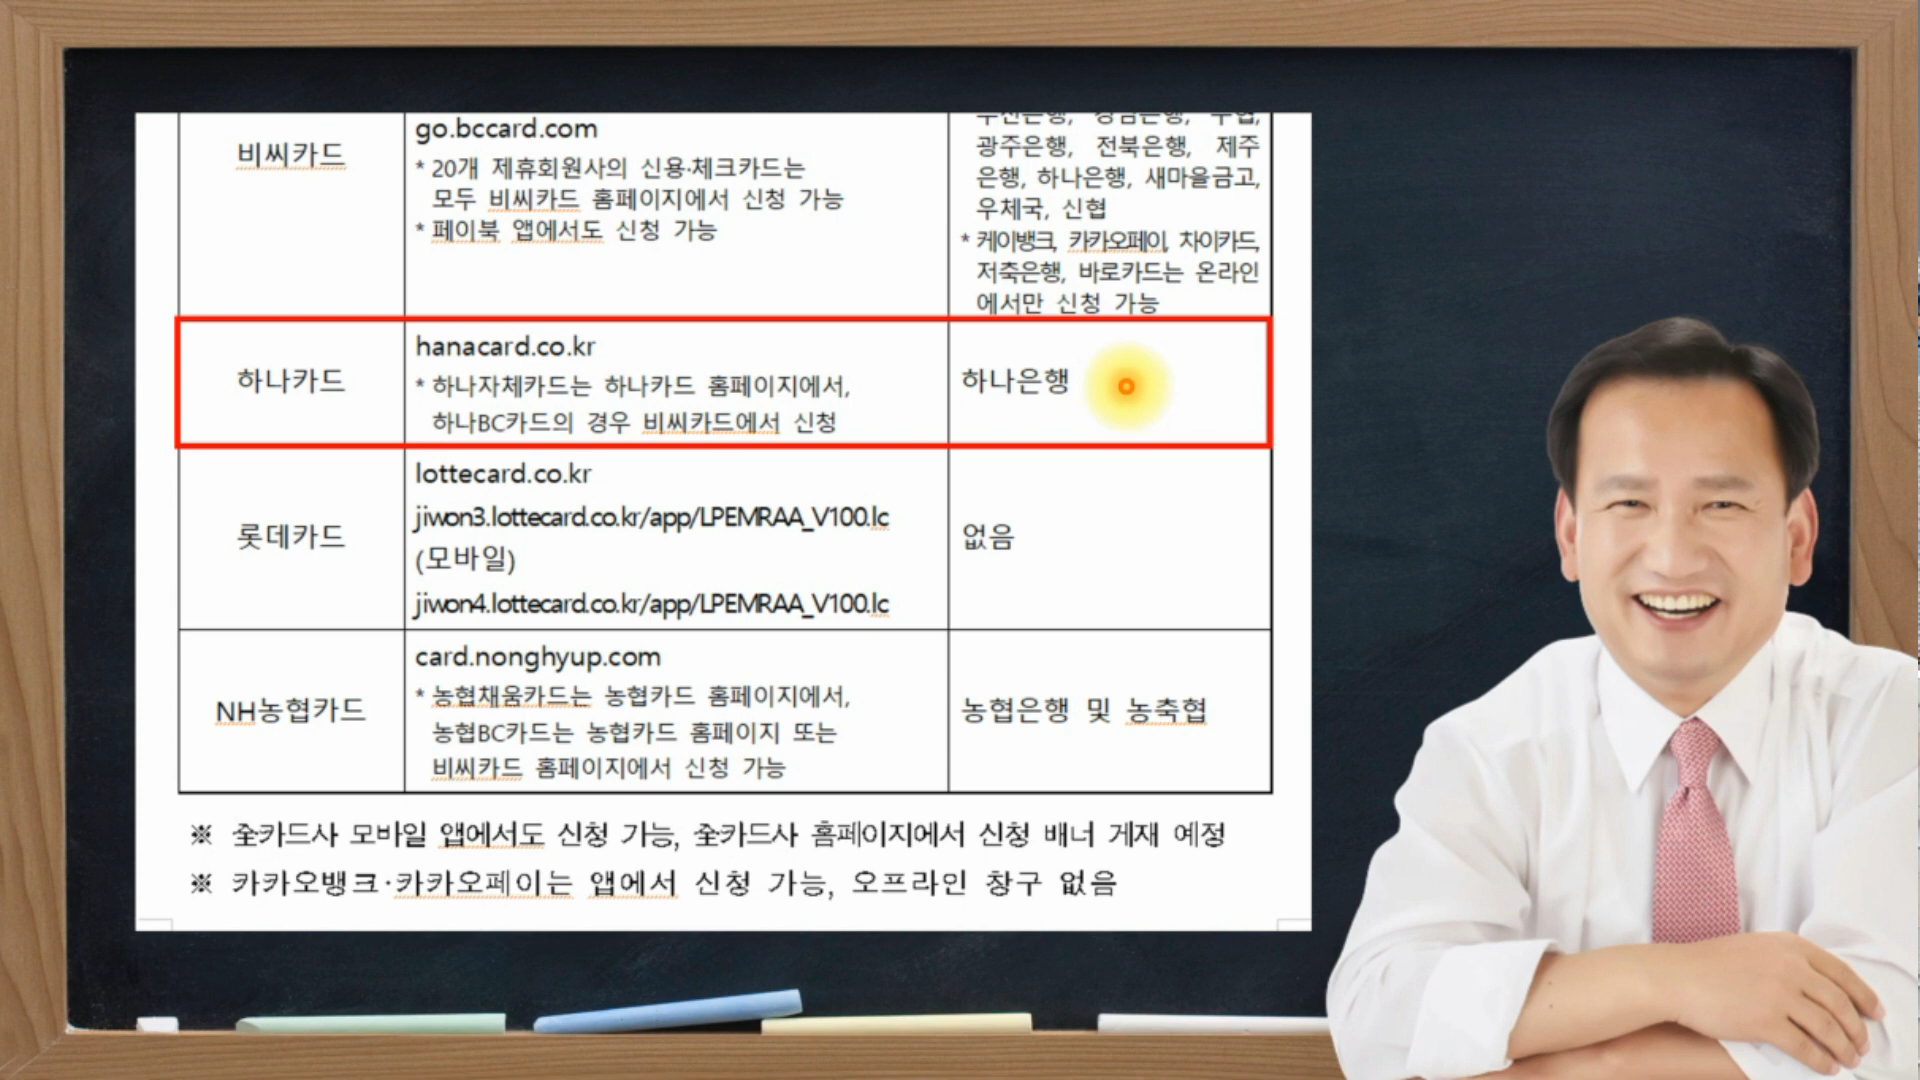 비씨카드
go.bccard.com
* 20개 제휴회원사의 신용·체크카드는
모두 비씨카드 홈페이지에서 신청 가능
* 페이북 앱에서도 신청 가능
광주은행, 전북은행, 제주
은행, 하나은행, 새마을금고,
우체국, 신협
* 케이뱅크, 카카오페이, 차이카드,
저축은행, 바로카드는 온라인
에서만 신청 가능
하나카드
hanacard.co.kr
* 하나자체카드는 하나카드 홈페이지에서,
하나BC카드의 경우 비씨카드에서 신청
하나은행
롯데카드
lottecard.co.kr
jiwon3.lottecard.co.kr/app/LPEMRAA_V100.lc
(모바일)
jiwon4.lottecard.co.kr/app/LPEMRAA_V100.lc
없음
NH농협카드
card.nonghyup.com
* 농협채움카드는 농협카드 홈페이지에서,
농협BC카드는 농협카드 홈페이지 또는
비씨카드 홈페이지에서 신청 가능
농협은행 및 농축협
※ 全카드사 모바일 앱에서도 신청 가능, 全카드사 홈페이지에서 신청 배너 게재 예정
※ 카카오뱅크·카카오페이는 앱에서 신청 가능, 오프라인 창구 없음